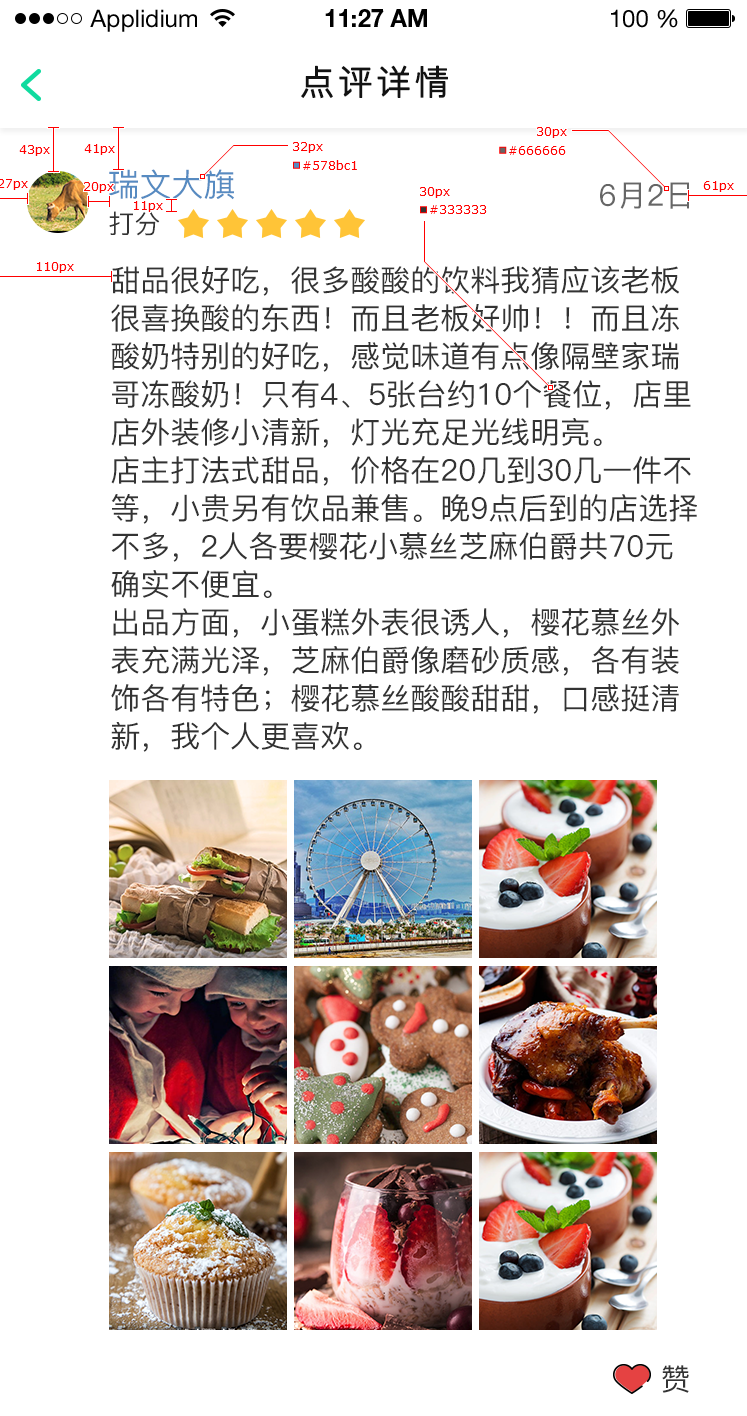 Applidium 11:27 AM 100 %
点评详情
43px 41px 32px #578bc1 30px #666666
27px 20px 瑞文大旗 30px 6月2日 61px
打分 11px #333333
110px
甜品很好吃，很多酸酸的饮料我猜应该老板
很喜换酸的东西！而且老板好帅！！而且冻
酸奶特别的好吃，感觉味道有点像隔壁家瑞
哥冻酸奶！只有4、5张台约10个餐位，店里
店外装修小清新，灯光充足光线明亮。
店主打法式甜品，价格在20几到30几一件不
等，小贵另有饮品兼售。晚9点后到的店选择
不多，2人各要樱花小慕丝芝麻伯爵共70元
确实不便宜。
出品方面，小蛋糕外表很诱人，樱花慕丝外
表充满光泽，芝麻伯爵像磨砂质感，各有装
饰各有特色；樱花慕丝酸酸甜甜，口感挺清
新，我个人更喜欢。
赞